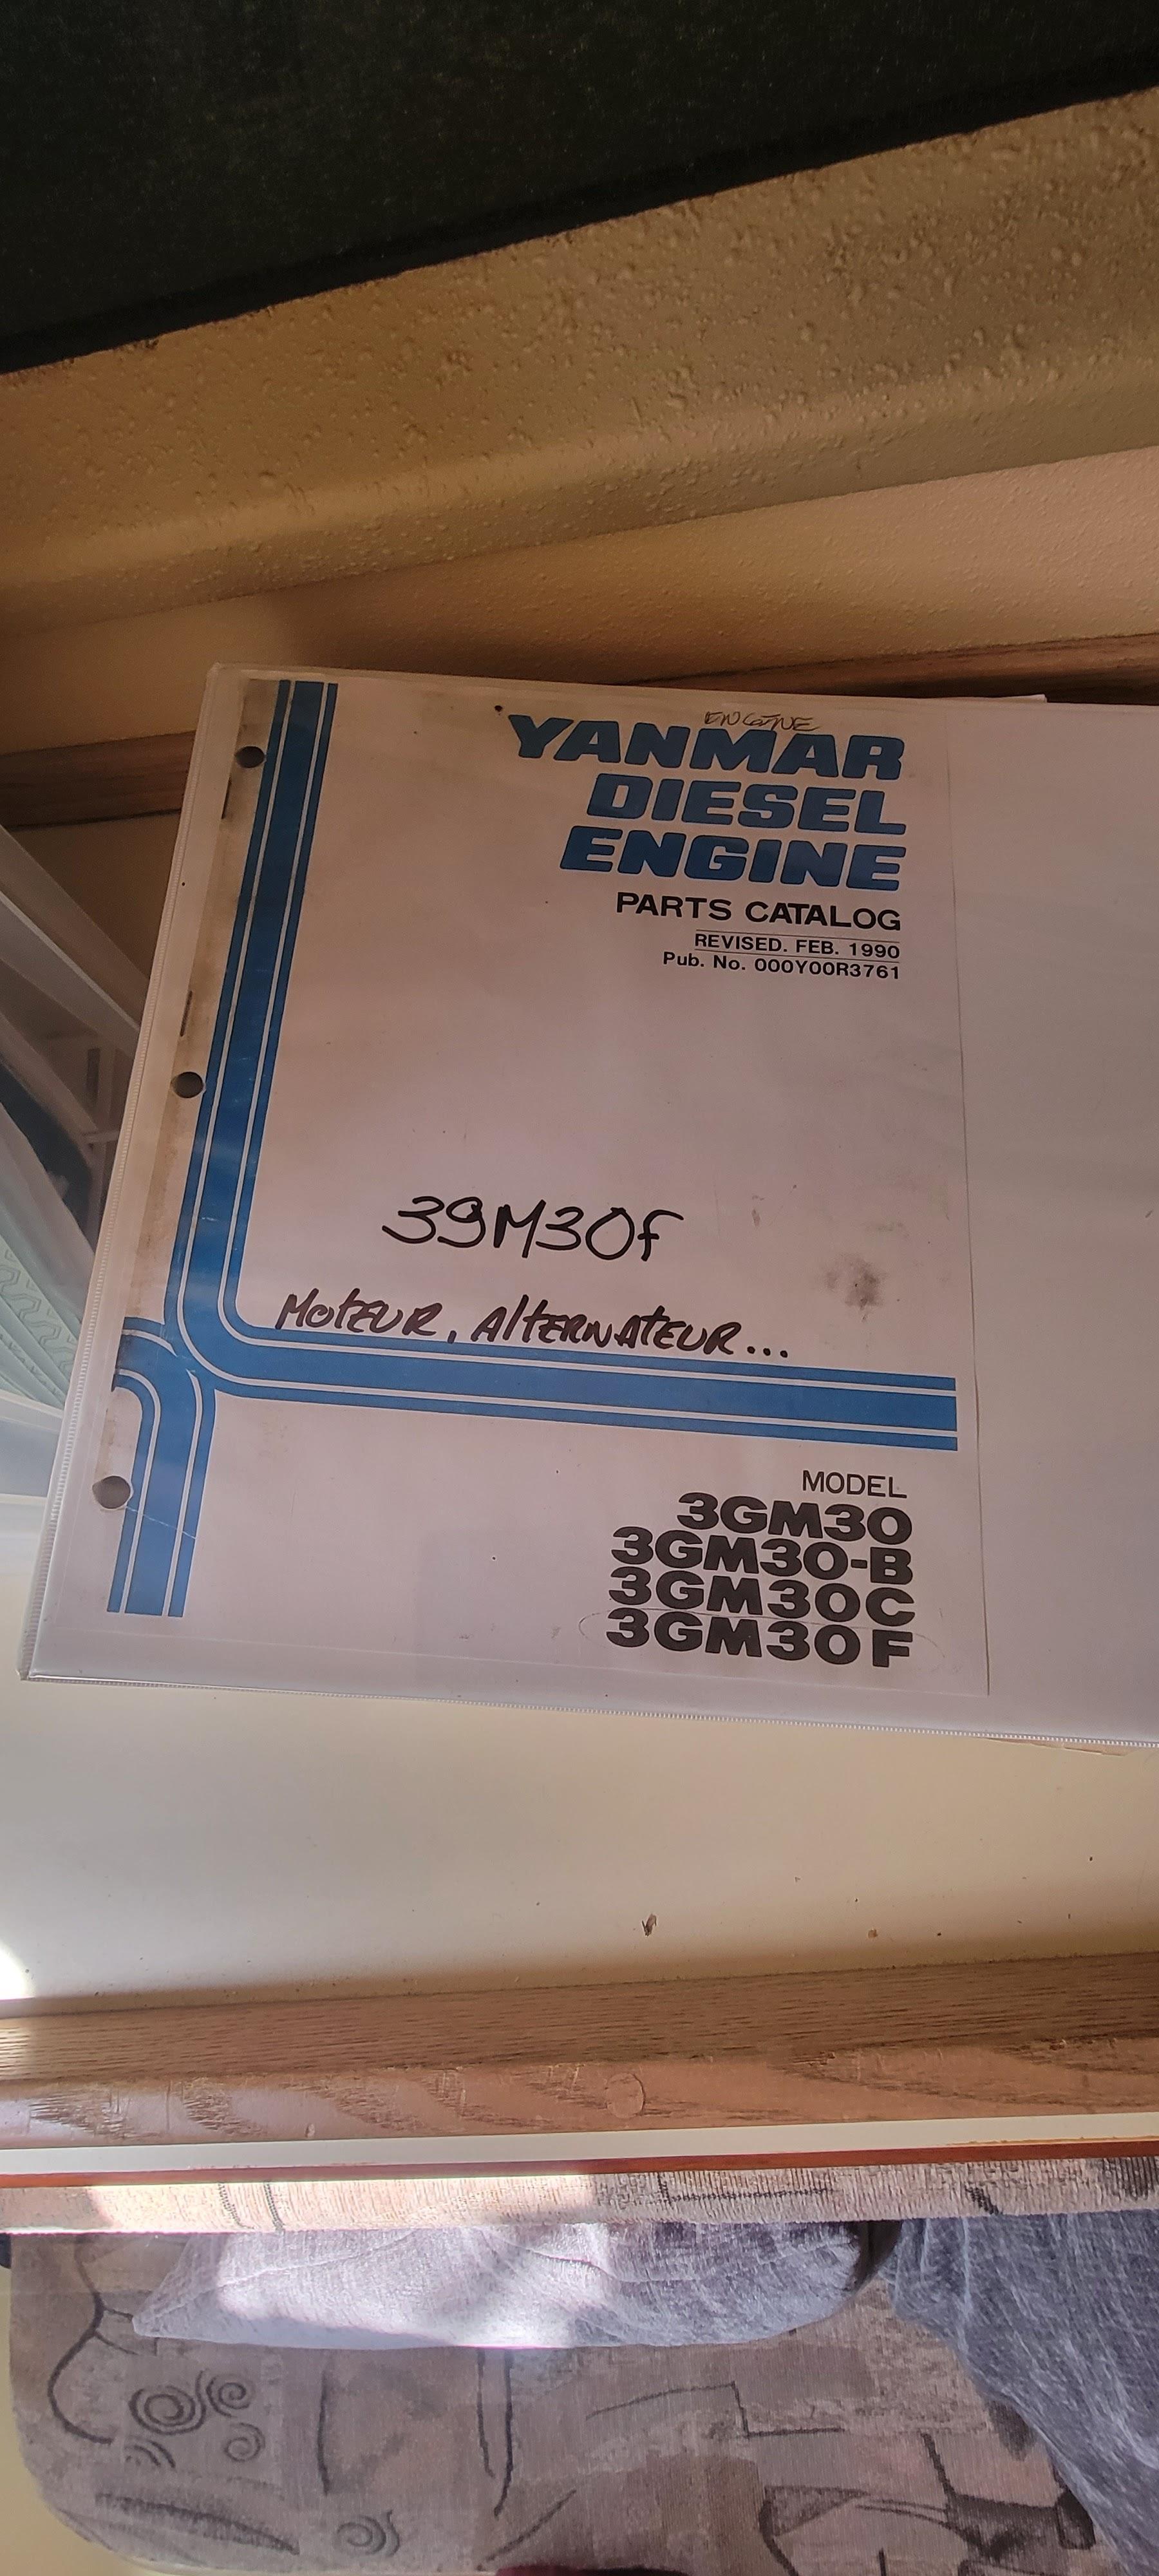 ENGINE
YANMAR
DIESEL
ENGINE
PARTS CATALOG
REVISED. FEB. 1990
Pub. No. 000Y00R3761
3GM30f
MOTEUR, AlTERNATEUR...
MODEL
3GM30
3GM30-B
3GM30C
3GM30F